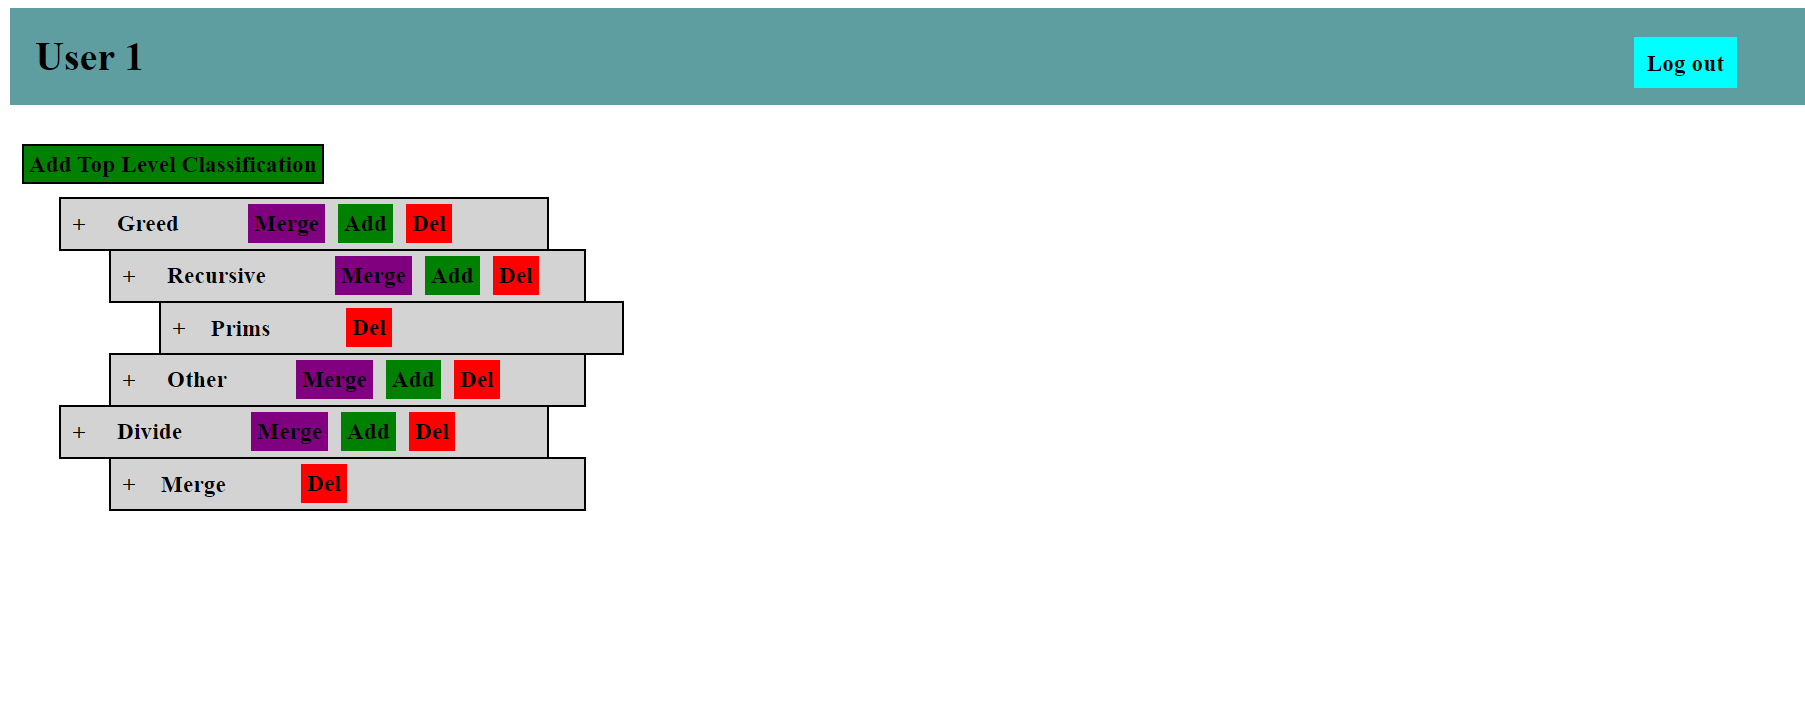 User 1
Log out
Add Top Level Classification
+ Greed Merge Add Del
+ Recursive Merge Add Del
+ Prims Del
+ Other Merge Add Del
+ Divide Merge Add Del
+ Merge Del